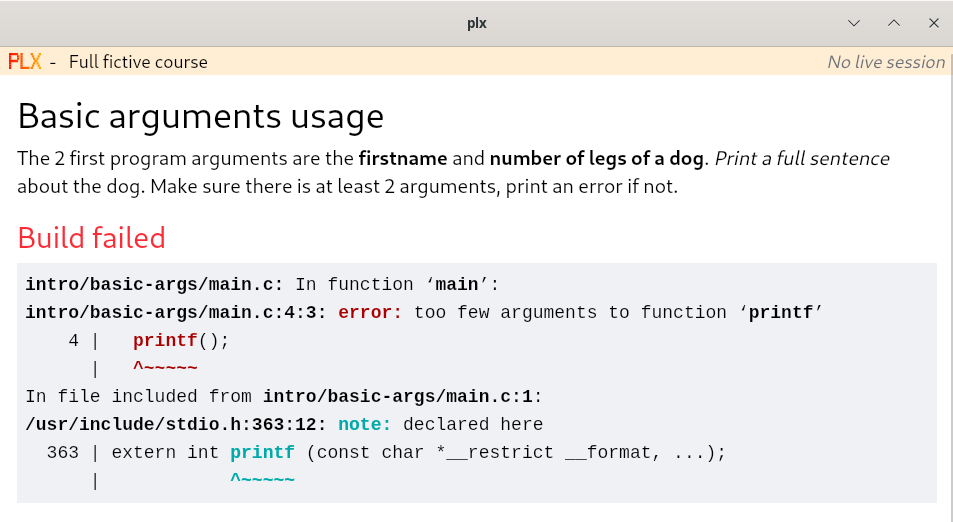 plx
PLX - Full fictive course No live session
Basic arguments usage
The 2 first program arguments are the firstname and number of legs of a dog. Print a full sentence
about the dog. Make sure there is at least 2 arguments, print an error if not.
Build failed
intro/basic-args/main.c: In function ‘main’:
intro/basic-args/main.c:4:3: error: too few arguments to function ‘printf’
    4 |   printf();
      |   ^~~~~~
In file included from intro/basic-args/main.c:1:
/usr/include/stdio.h:363:12: note: declared here
  363 | extern int printf (const char *__restrict __format, ...);
      |            ^~~~~~